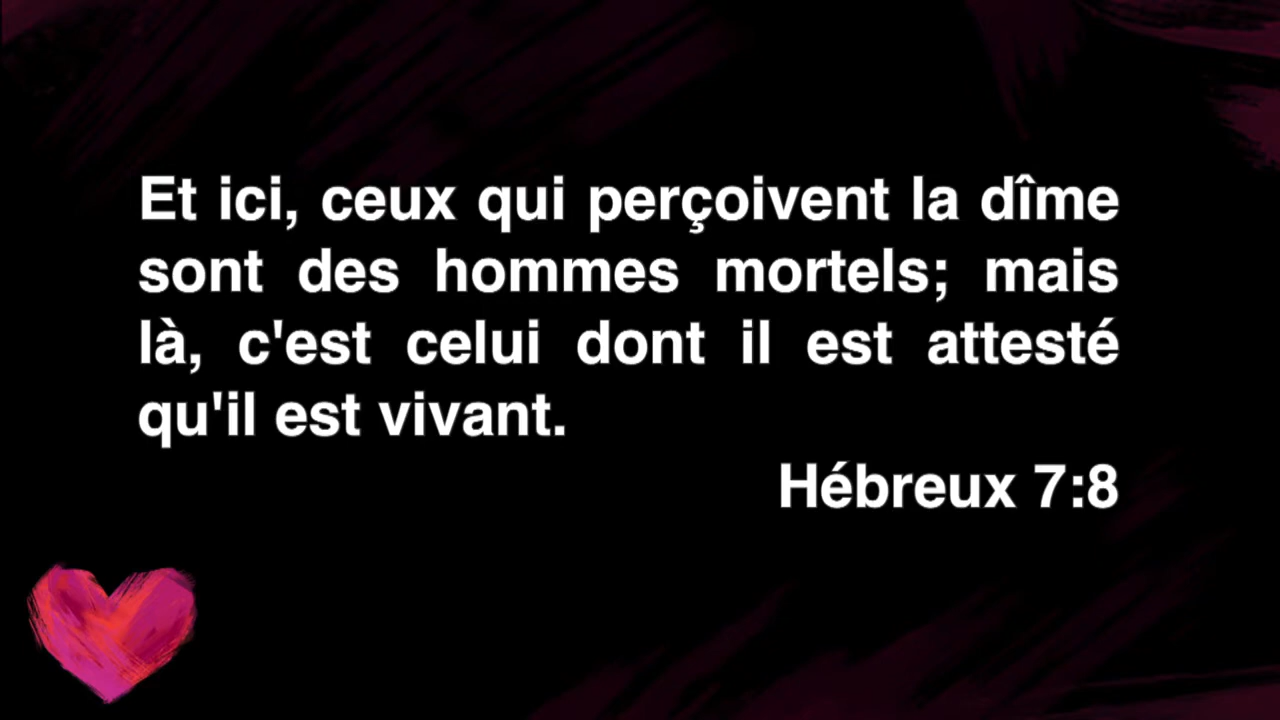 Et ici, ceux qui perçoivent la dîme
sont des hommes mortels; mais
là, c'est celui dont il est attesté
qu'il est vivant.
Hébreux 7:8